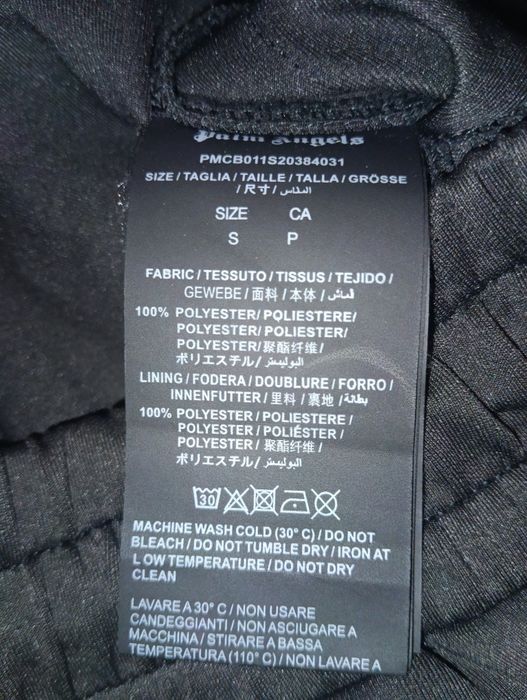 Palm Angels
PMCB011S20384031
SIZE / TAGLIA / TAILLE / TALLA / GRÖSSE
/ 尺寸 / المقاس /
SIZE CA
S P
FABRIC / TESSUTO / TISSUS / TEJIDO /
GEWEBE / 面料 / 本体 / القماش /
100% POLYESTER / POLIESTERE /
POLYESTER / POLIESTER /
POLYESTER / 聚酯纤维 /
ポリエステル / البوليستر /
LINING / FODERA / DOUBLURE / FORRO /
INNENFUTTER / 里料 / 裏地 / بطانة /
100% POLYESTER / POLIESTERE /
POLYESTER / POLIÉSTER /
POLYESTER / 聚酯纤维 /
ポリエステル / البوليستر /
30
MACHINE WASH COLD (30° C) / DO NOT
BLEACH / DO NOT TUMBLE DRY / IRON AT
LOW TEMPERATURE / DO NOT DRY
CLEAN
LAVARE A 30° C / NON USARE
CANDEGGIANTI / NON ASCIUGARE A
MACCHINA / STIRARE A BASSA
TEMPERATURA (110° C) / NON LAVARE